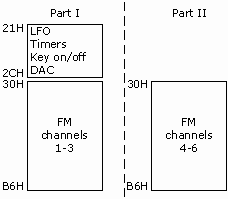 Part I
Part II
21H
LFO
Timers
Key on/off
2CH
DAC
30H
30H
FM
channels
1-3
FM
channels
4-6
B6H
B6H